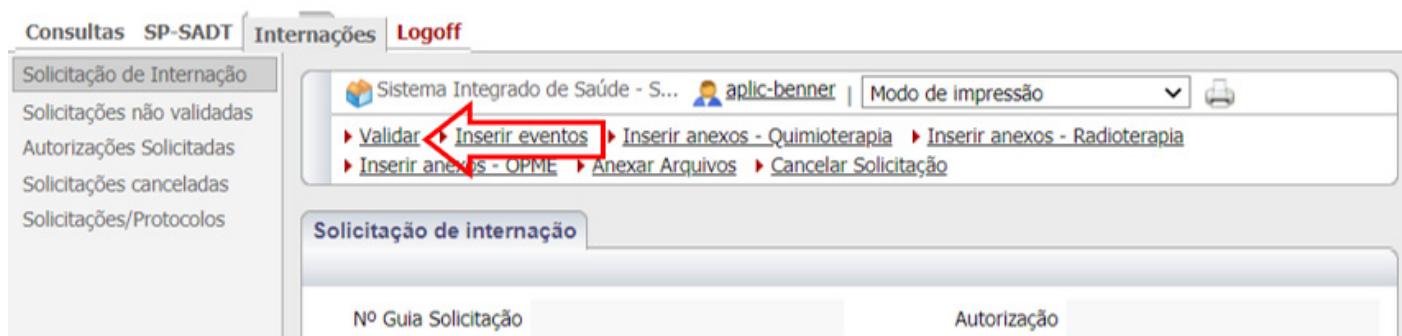 Consultas SP-SADT Internações Logoff
Solicitação de Internação
Solicitações não validadas
Autorizações Solicitadas
Solicitações canceladas
Solicitações/Protocolos
Sistema Integrado de Saúde - S... aplic-benner | Modo de impressão
Validar Inserir eventos Inserir anexos - Quimioterapia Inserir anexos - Radioterapia
Inserir anexos - OPME Anexar Arquivos Cancelar Solicitação
Solicitação de internação
Nº Guia Solicitação Autorização